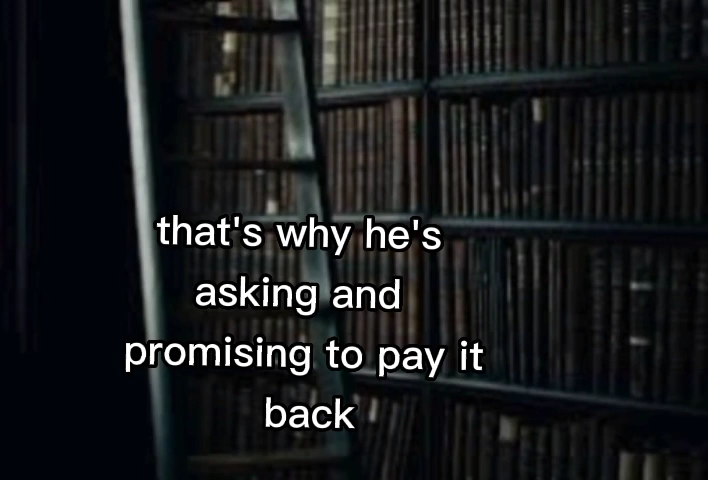 that's why he's
asking and
promising to pay it
back